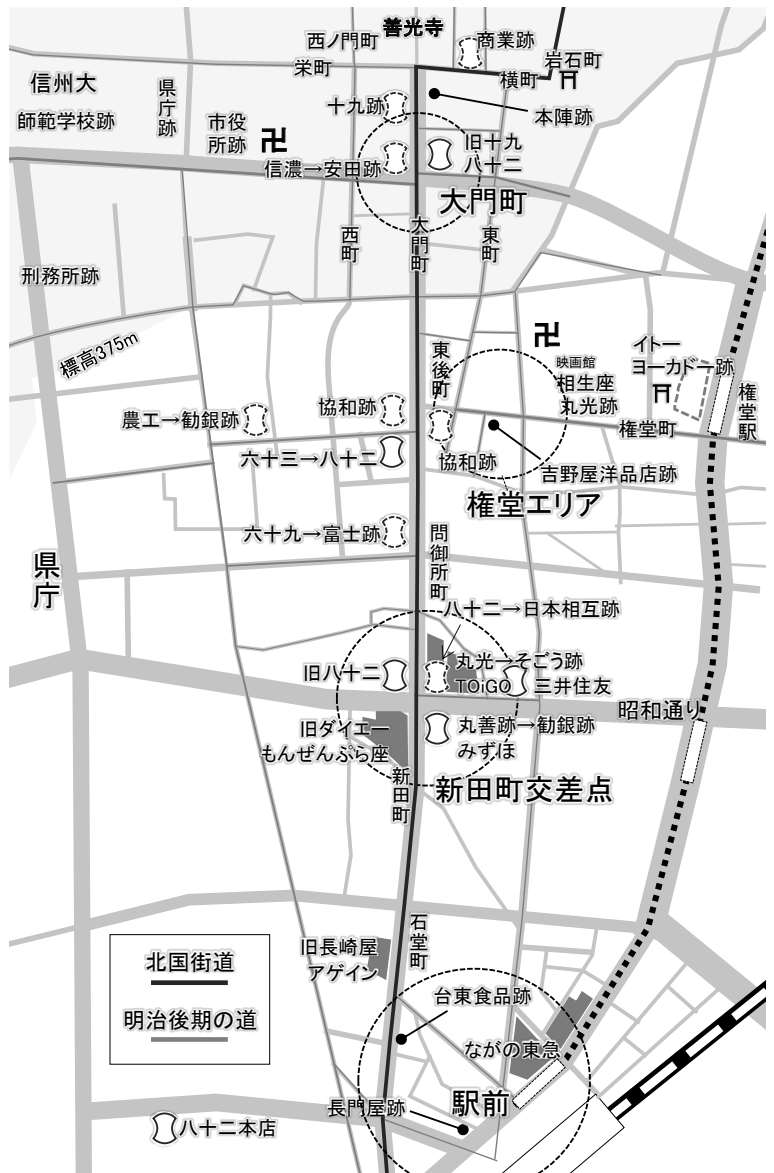 善光寺
西ノ門町
商業跡
栄町
横町
岩石町
信州大
師範学校跡
県庁跡
市役
所跡
十九跡
本陣跡
信濃→安田跡
旧十九
八十二
大門町
西町
大門町
東町
刑務所跡
標高375m
東後町
映画館
相生座
丸光跡
イトー
ヨーカドー跡
権堂駅
農工→勧銀跡
協和跡
権堂町
六十三→八十二
協和跡
吉野屋洋品店跡
権堂エリア
六十九→富士跡
問御所町
県庁
八十二→日本相互跡
旧八十二
丸光→そごう跡
TOiGO
三井住友
昭和通り
旧ダイエー
もんぜんぷら座
丸善跡→勧銀跡
みずほ
新田町
新田町交差点
石堂町
旧長崎屋
アゲイン
北国街道
明治後期の道
台東食品跡
ながの東急
長門屋跡
駅前
八十二本店